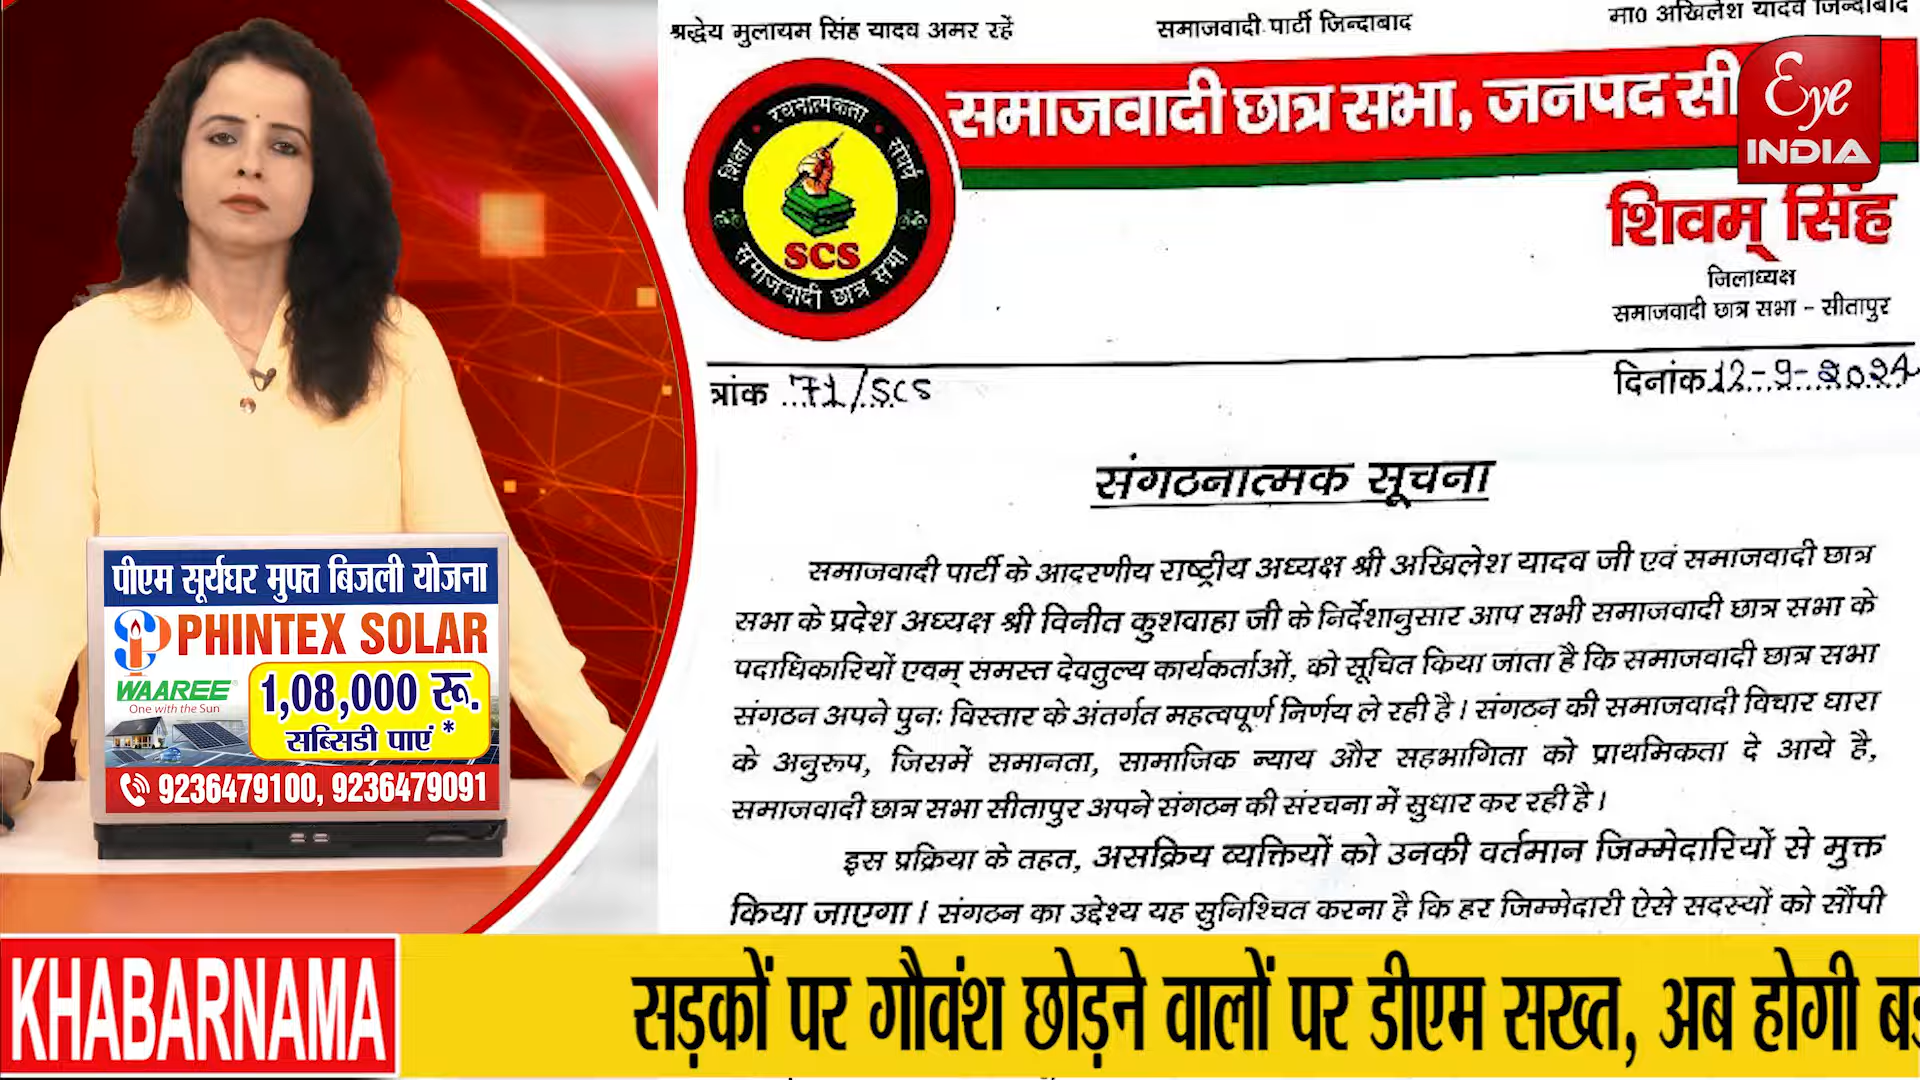 श्रद्धेय मुलायम सिंह यादव अमर रहें
समाजवादी पार्टी जिन्दाबाद
मा0 अखिलेश यादव जिन्दाबाद
समाजवादी छात्र सभा, जनपद सी
Eye
INDIA
शिक्षा • रचनात्मकता • संघर्ष
SCS
समाजवादी छात्र सभा
शिवम् सिंह
जिलाध्यक्ष
समाजवादी छात्र सभा - सीतापुर
त्रांक ..71/SCS
दिनांक 12-9-2024
संगठनात्मक सूचना
समाजवादी पार्टी के आदरणीय राष्ट्रीय अध्यक्ष श्री अखिलेश यादव जी एवं समाजवादी छात्र
सभा के प्रदेश अध्यक्ष श्री विनीत कुशवाहा जी के निर्देशानुसार आप सभी समाजवादी छात्र सभा के
पदाधिकारियों एवम् समस्त देवतुल्य कार्यकर्ताओं, को सूचित किया जाता है कि समाजवादी छात्र सभा
संगठन अपने पुनः विस्तार के अंतर्गत महत्वपूर्ण निर्णय ले रही है। संगठन की समाजवादी विचार धारा
के अनुरूप, जिसमें समानता, सामाजिक न्याय और सहभागिता को प्राथमिकता दे आये है,
समाजवादी छात्र सभा सीतापुर अपने संगठन की संरचना में सुधार कर रही है।
इस प्रक्रिया के तहत, असक्रिय व्यक्तियों को उनकी वर्तमान जिम्मेदारियों से मुक्त
किया जाएगा। संगठन का उद्देश्य यह सुनिश्चित करना है कि हर जिम्मेदारी ऐसे सदस्यों को सौंपी
पीएम सूर्यघर मुफ्त बिजली योजना
PHINTEX SOLAR
WAAREE
One with the Sun
1,08,000 रू.
सब्सिडी पाएं *
9236479100, 9236479091
KHABARNAMA
सड़कों पर गौवंश छोड़ने वालों पर डीएम सख्त, अब होगी